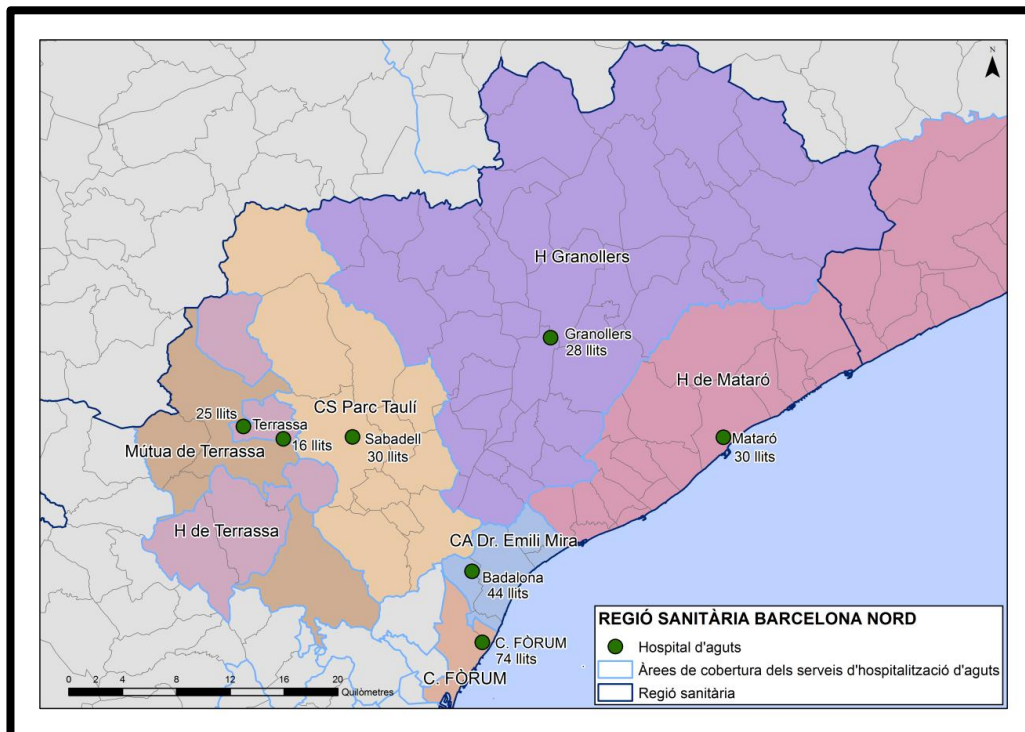 N
H Granollers
Granollers
28 llits
H de Mataró
CS Parc Taulí
25 llits
Terrassa
16 llits
Sabadell
30 llits
Mataró
30 llits
Mútua de Terrassa
H de Terrassa
CA Dr. Emili Mira
Badalona
44 llits
C. FÒRUM
74 llits
C. FÒRUM
0 2 4 8 12 16 20
Quilòmetres
REGIÓ SANITÀRIA BARCELONA NORD
Hospital d'aguts
Àrees de cobertura dels serveis d'hospitalització d'aguts
Regió sanitària